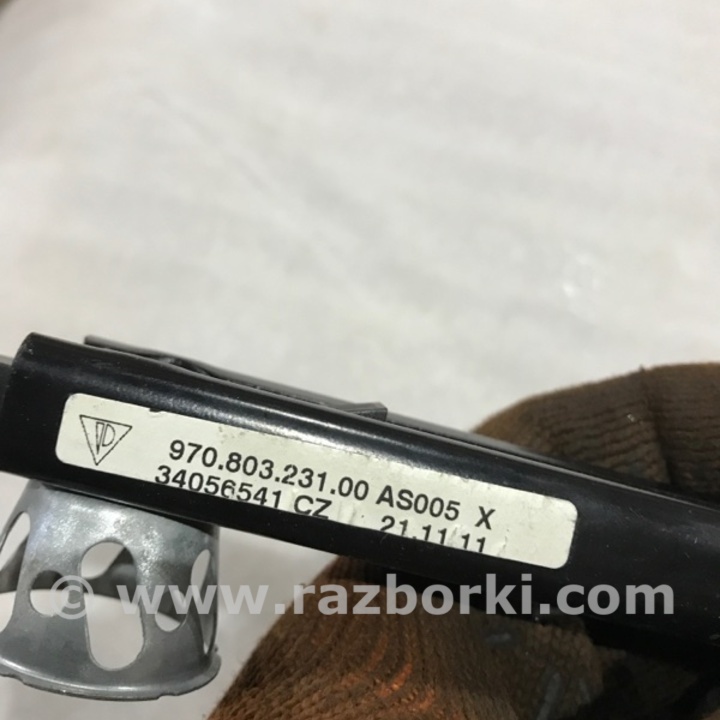 970.803.231.00 AS005 X
34056541 CZ 21.11.11
© www.razborki.com